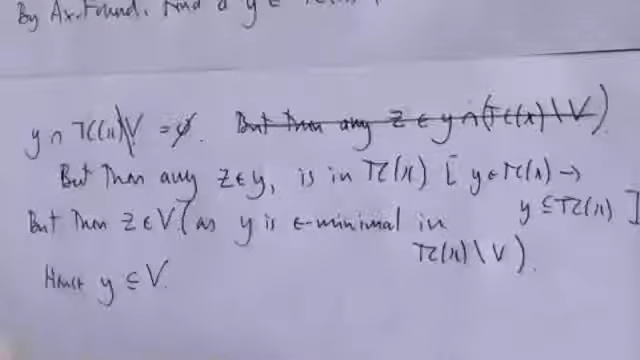 By Ax. Found. Find a y ∈
y ∩ TC(x)\V = ∅. But then any z ∈ y ∩ (TC(x) \ V)
But then any z ∈ y, is in TC(x) [ y ∈ TC(x) →
y ⊆ TC(x) ]
But then z ∈ V (as y is ∈-minimal in
TC(x) \ V).
Hence y ⊆ V.